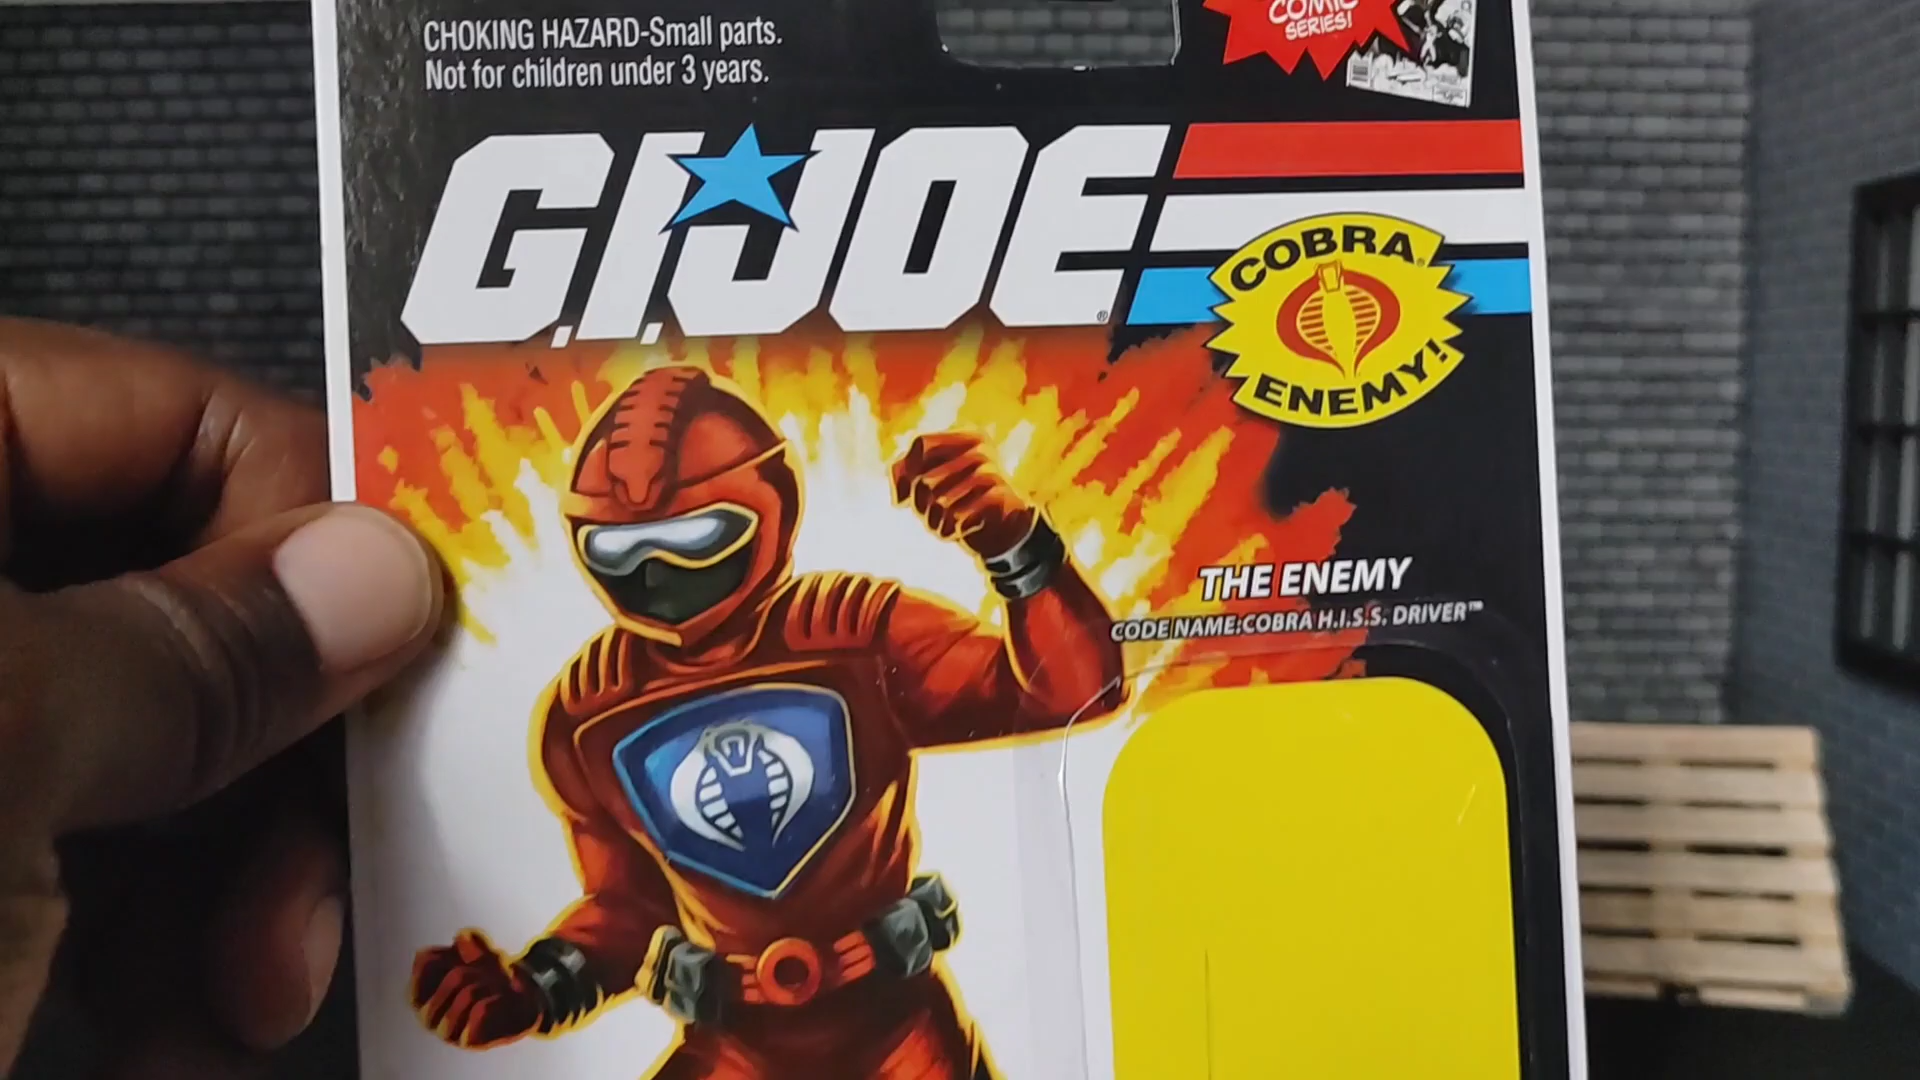 CHOKING HAZARD-Small parts.
Not for children under 3 years.
COMIC
SERIES!
G.I.JOE®
COBRA®
ENEMY!
THE ENEMY
CODE NAME:COBRA H.I.S.S. DRIVER™